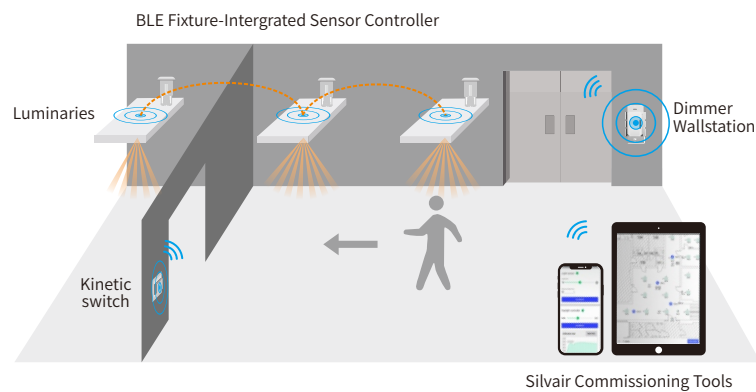 BLE Fixture-Intergrated Sensor Controller
Luminaries
Dimmer
Wallstation
Kinetic
switch
Silvair Commissioning Tools